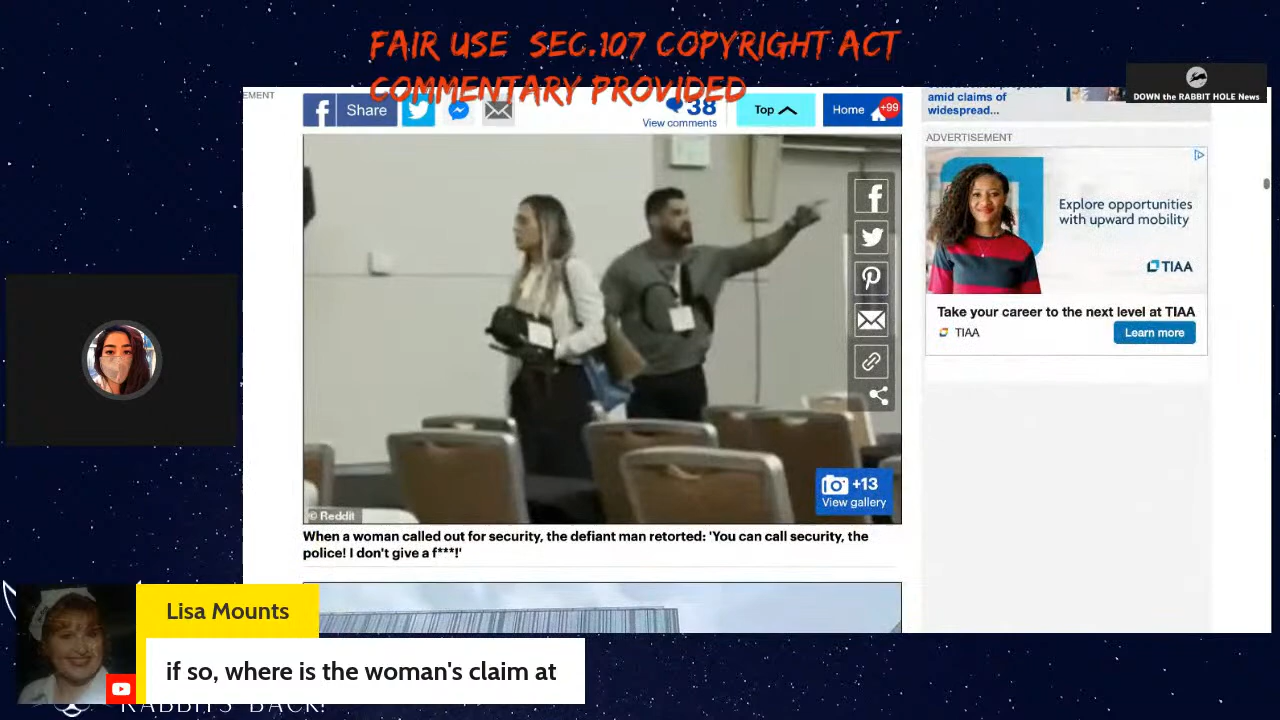 FAIR USE SEC.107 COPYRIGHT ACT
COMMENTARY PROVIDED
DOWN the RABBIT HOLE News
EMENT
Share
38
View comments
Top
Home
+99
amid claims of
widespread...
ADVERTISEMENT
Explore opportunities
with upward mobility
TIAA
Take your career to the next level at TIAA
TIAA
Learn more
+13
View gallery
© Reddit
When a woman called out for security, the defiant man retorted: 'You can call security, the
police! I don't give a f***!'
Lisa Mounts
if so, where is the woman's claim at
RABBITS BACK!